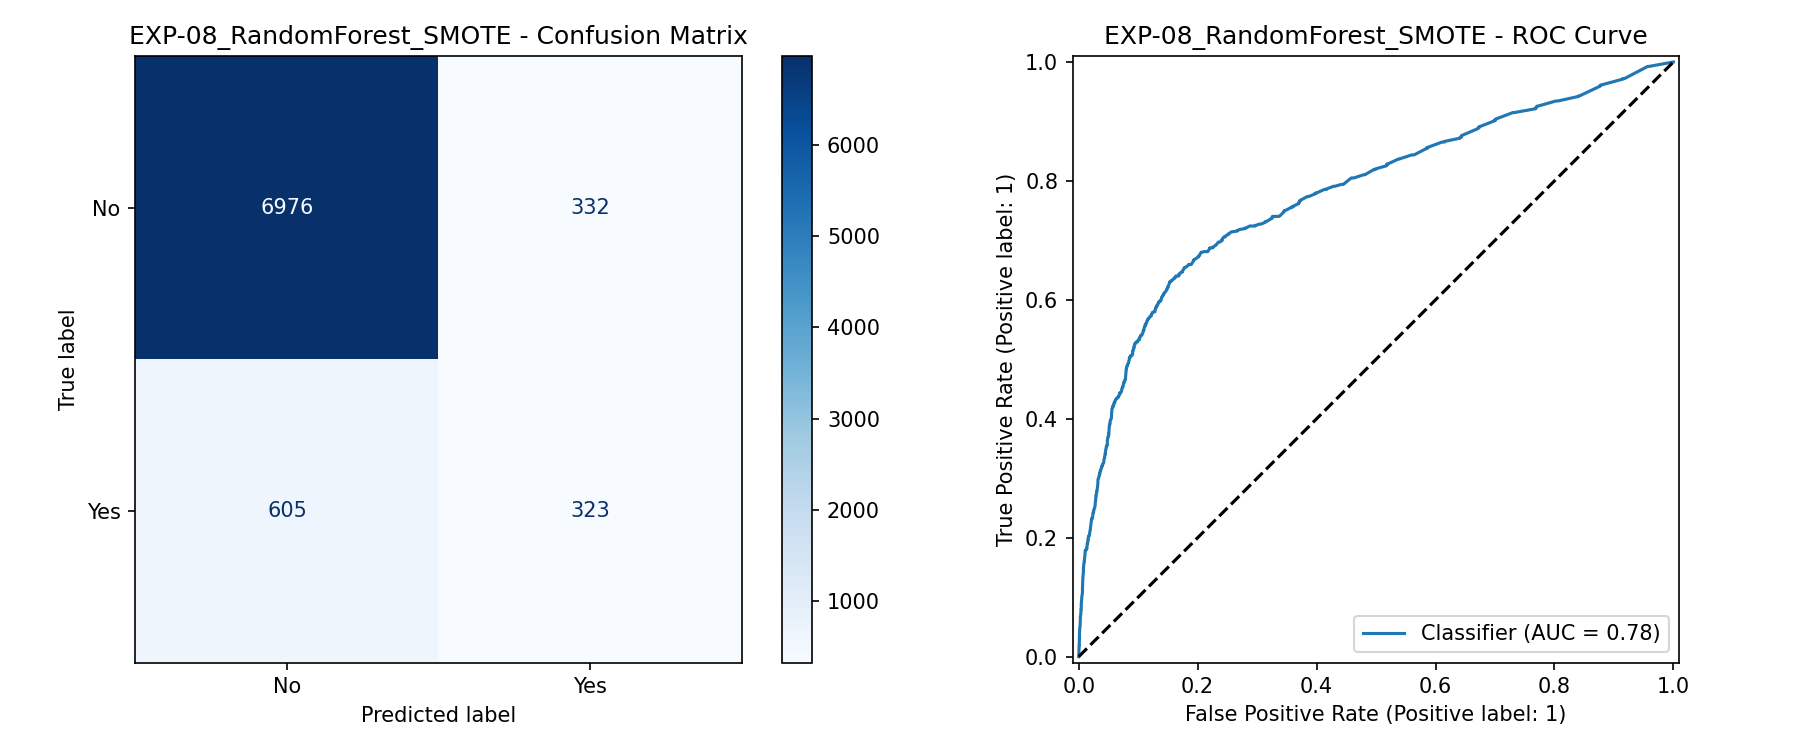 EXP-08_RandomForest_SMOTE - Confusion Matrix
True label
No
Yes
6976
332
605
323
No
Yes
Predicted label
6000
5000
4000
3000
2000
1000
EXP-08_RandomForest_SMOTE - ROC Curve
True Positive Rate (Positive label: 1)
1.0
0.8
0.6
0.4
0.2
0.0
Classifier (AUC = 0.78)
0.0
0.2
0.4
0.6
0.8
1.0
False Positive Rate (Positive label: 1)